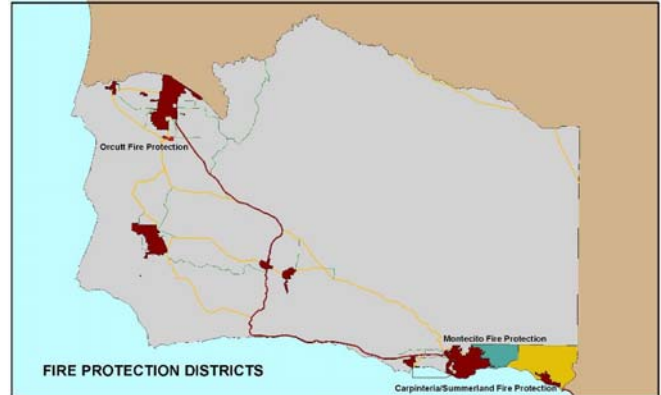 Orcutt Fire Protection
Montecito Fire Protection
FIRE PROTECTION DISTRICTS
Carpinteria/Summerland Fire Protection